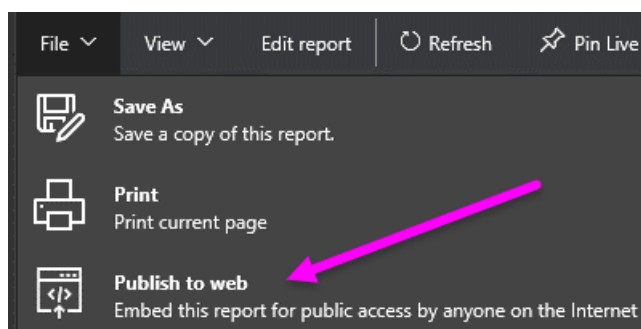 File View Edit report Refresh Pin Live
Save As
Save a copy of this report.
Print
Print current page
Publish to web
Embed this report for public access by anyone on the Internet